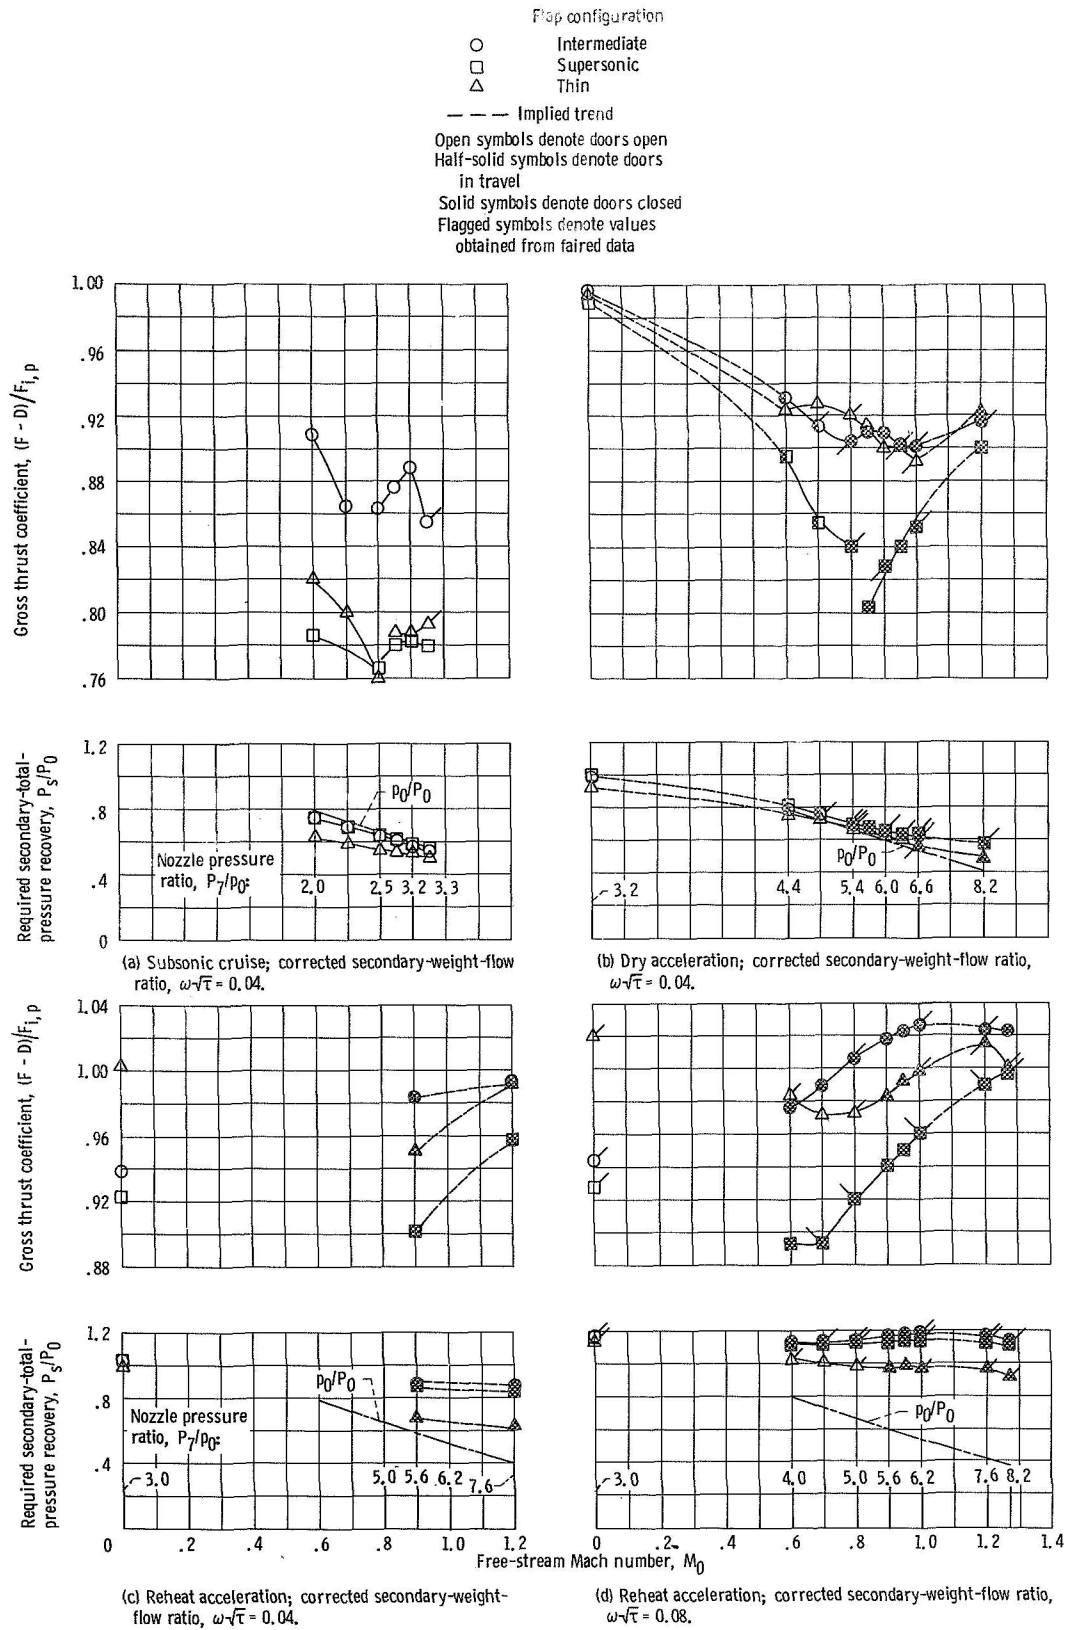 Flap configuration
Intermediate
Supersonic
Thin
Implied trend
Open symbols denote doors open
Half-solid symbols denote doors
in travel
Solid symbols denote doors closed
Flagged symbols denote values
obtained from faired data
Gross thrust coefficient, (F - D)/F_{i, p}
1.00
.96
.92
.88
.84
.80
.76
Required secondary-total-
pressure recovery, P_s/P_0
1.2
.8
.4
0
p_0/P_0
Nozzle pressure
ratio, P_7/p_0:
2.0 2.5 3.2 3.3
p_0/P_0
3.2 4.4 5.4 6.0 6.6 8.2
(a) Subsonic cruise; corrected secondary-weight-flow
ratio, ω√τ = 0.04.
(b) Dry acceleration; corrected secondary-weight-flow ratio,
ω√τ = 0.04.
Gross thrust coefficient, (F - D)/F_{i, p}
1.04
1.00
.96
.92
.88
Required secondary-total-
pressure recovery, P_s/P_0
1.2
.8
.4
0
p_0/P_0
Nozzle pressure
ratio, P_7/p_0:
3.0 5.0 5.6 6.2 7.6
p_0/P_0
3.0 4.0 5.0 5.6 6.2 7.6 8.2
0 .2 .4 .6 .8 1.0 1.2
0 .2 .4 .6 .8 1.0 1.2 1.4
Free-stream Mach number, M_0
(c) Reheat acceleration; corrected secondary-weight-
flow ratio, ω√τ = 0.04.
(d) Reheat acceleration; corrected secondary-weight-flow ratio,
ω√τ = 0.08.